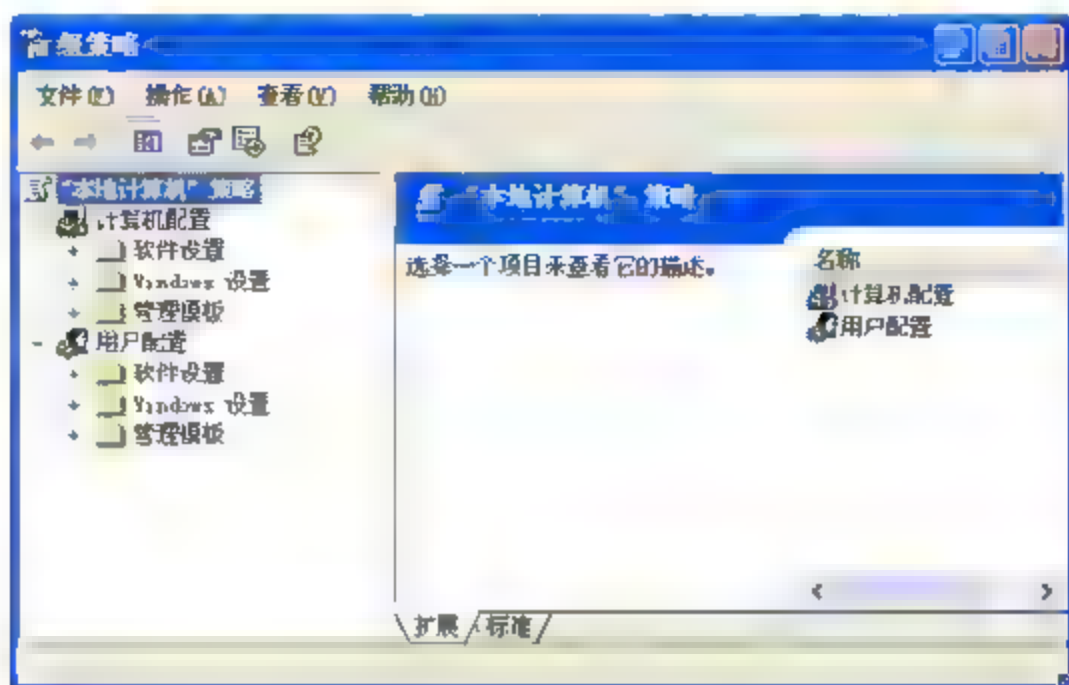 组策略
文件(F) 操作(A) 查看(V) 帮助(H)
"本地计算机" 策略
计算机配置
软件设置
Windows 设置
管理模板
用户配置
软件设置
Windows 设置
管理模板
"本地计算机" 策略
选择一个项目来查看它的描述。
名称
计算机配置
用户配置
扩展 标准